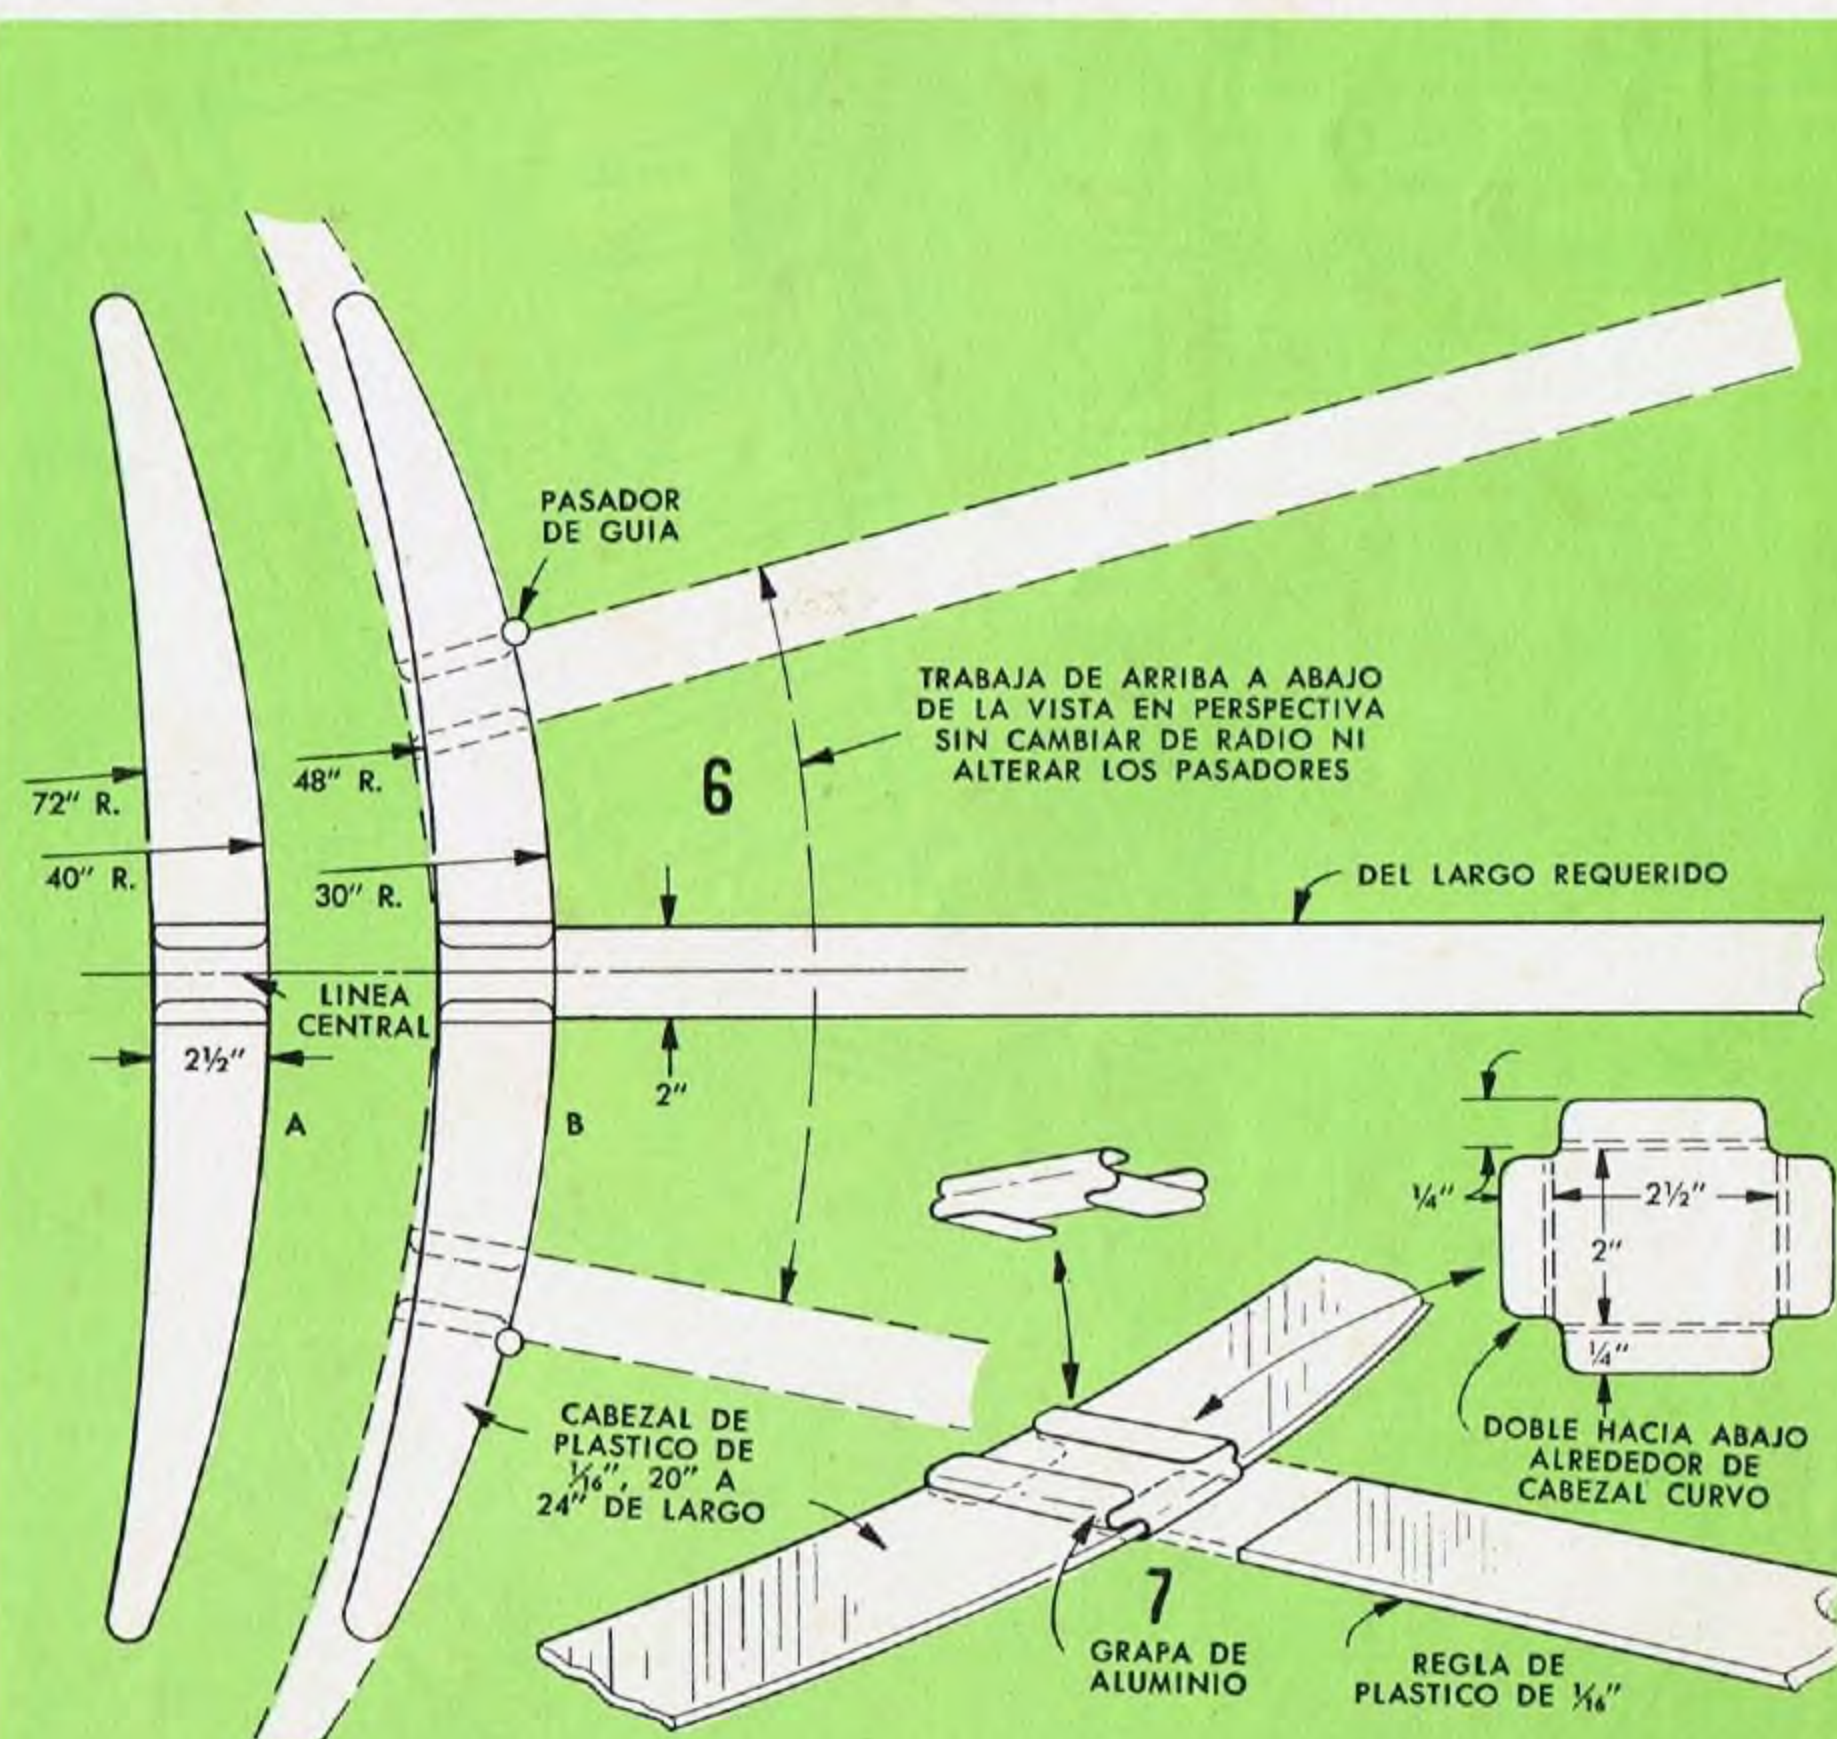 PASADOR
DE GUIA
TRABAJA DE ARRIBA A ABAJO
DE LA VISTA EN PERSPECTIVA
SIN CAMBIAR DE RADIO NI
ALTERAR LOS PASADORES
6
72" R.
48" R.
40" R.
30" R.
DEL LARGO REQUERIDO
LINEA
CENTRAL
2½"
2"
A
B
¼"
2½"
2"
¼"
CABEZAL DE
PLASTICO DE
1/16", 20" A
24" DE LARGO
DOBLE HACIA ABAJO
ALREDEDOR DE
CABEZAL CURVO
7
GRAPA DE
ALUMINIO
REGLA DE
PLASTICO DE 1/16"